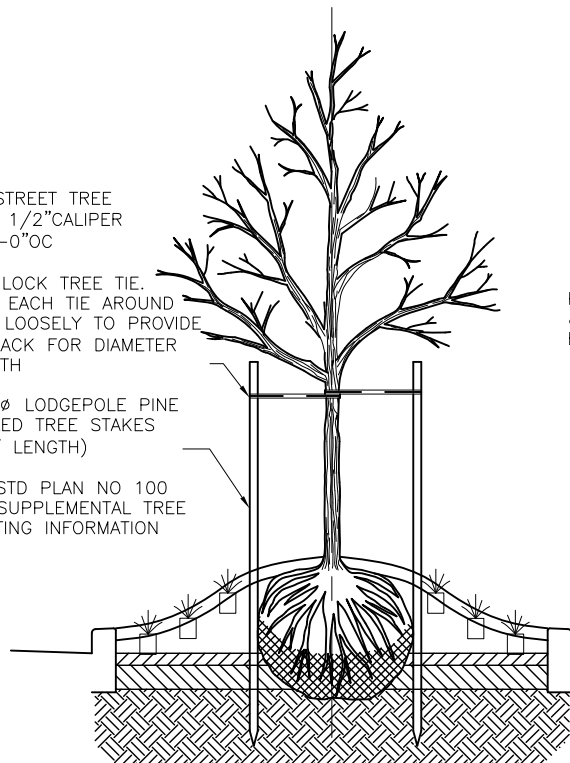 STREET TREE
1/2"CALIPER
-0"OC
LOCK TREE TIE.
EACH TIE AROUND
LOOSELY TO PROVIDE
ACK FOR DIAMETER
TH
ø LODGEPOLE PINE
ED TREE STAKES
LENGTH)
STD PLAN NO 100
SUPPLEMENTAL TREE
TING INFORMATION